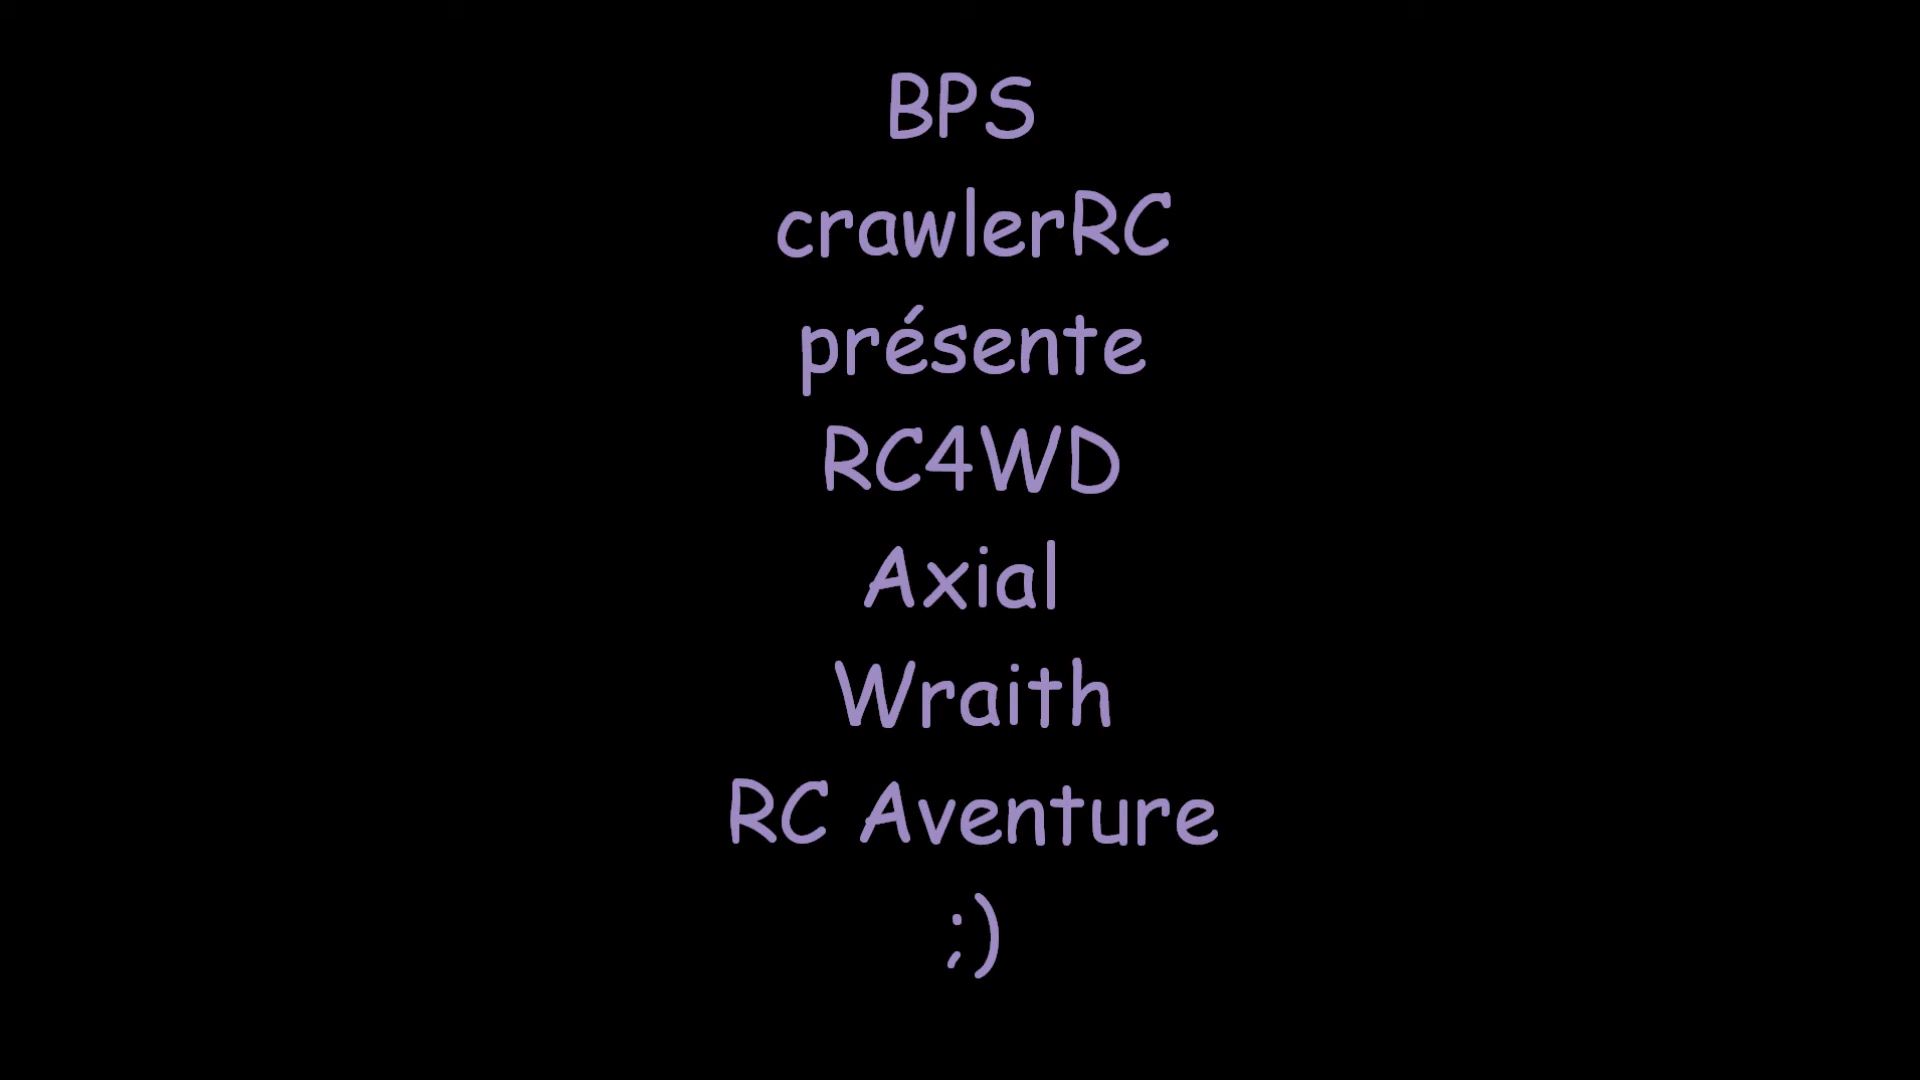 BPS
crawlerRC
présente
RC4WD
Axial
Wraith
RC Aventure
;)